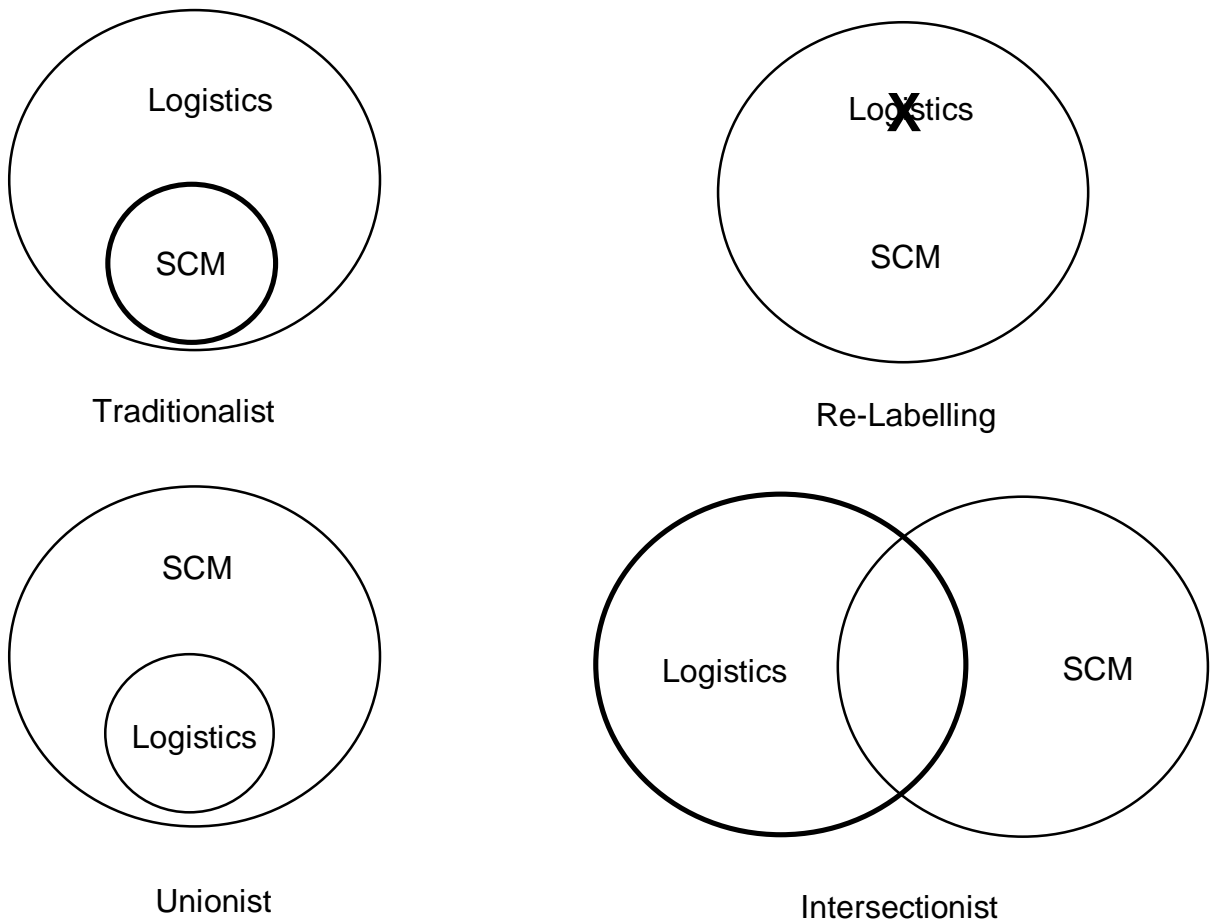 Logistics
SCM
Traditionalist
Logistics
X
SCM
Re-Labelling
SCM
Logistics
Unionist
Logistics
SCM
Intersectionist